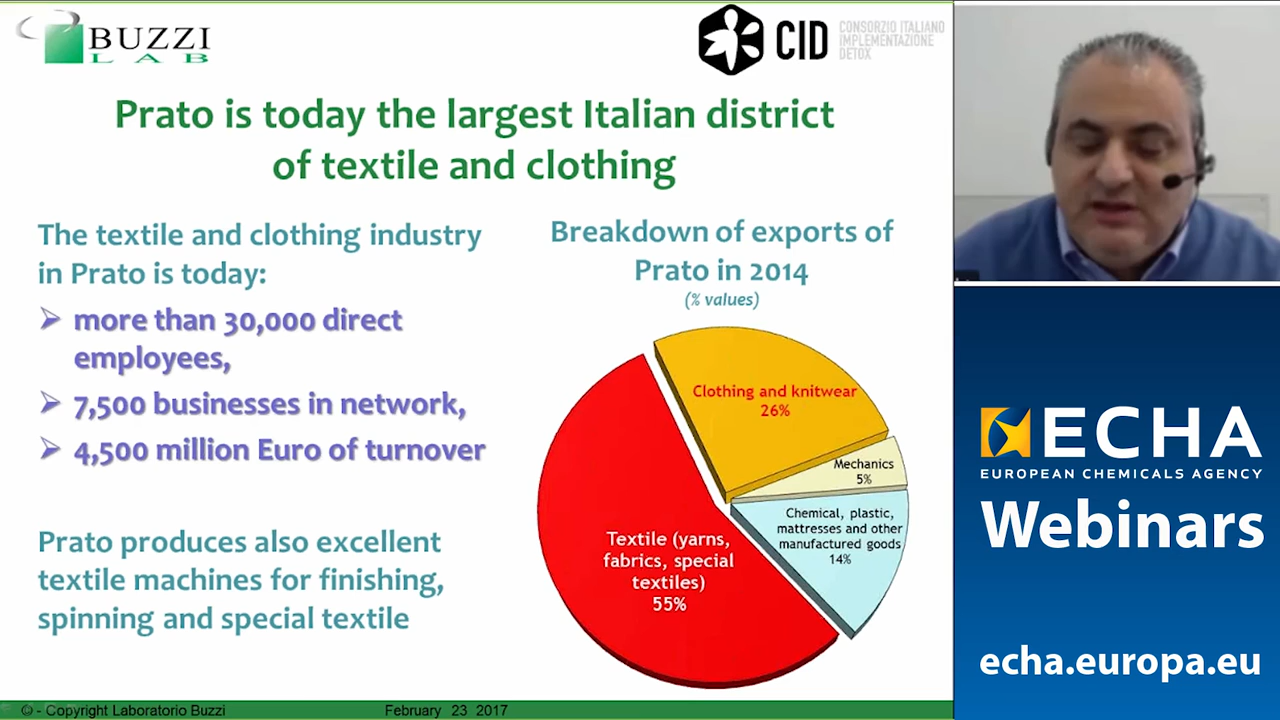 BUZZI
LAB
CID
CONSORZIO ITALIANO
IMPLEMENTAZIONE
DETOX
Prato is today the largest Italian district
of textile and clothing
The textile and clothing industry
in Prato is today:
more than 30,000 direct
employees,
7,500 businesses in network,
4,500 million Euro of turnover
Prato produces also excellent
textile machines for finishing,
spinning and special textile
Breakdown of exports of
Prato in 2014
(% values)
Clothing and knitwear
26%
Mechanics
5%
Chemical, plastic,
mattresses and other
manufactured goods
14%
Textile (yarns,
fabrics, special
textiles)
55%
© - Copyright Laboratorio Buzzi
February 23 2017
ECHA
EUROPEAN CHEMICALS AGENCY
Webinars
echa.europa.eu